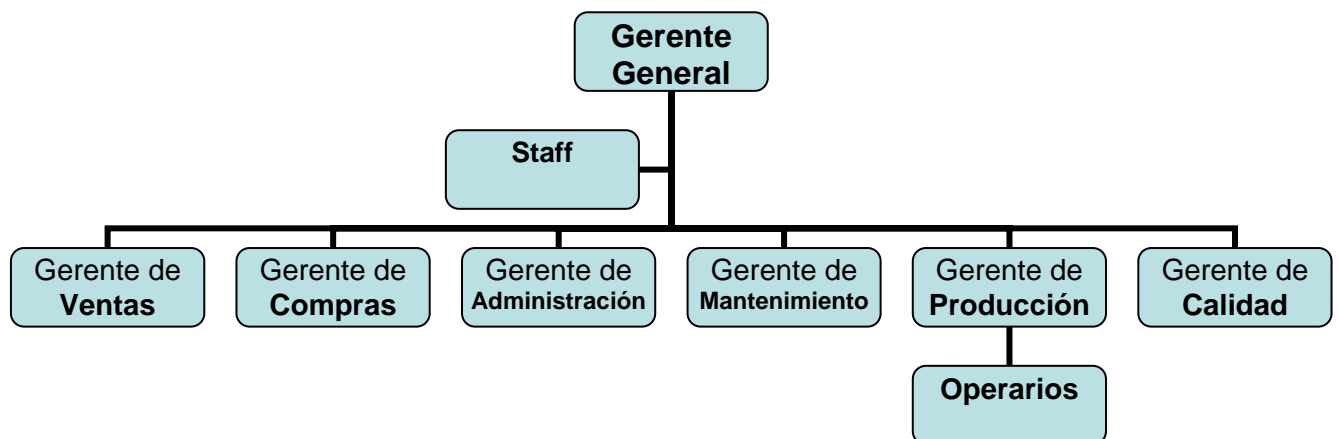 Gerente
General
Staff
Gerente de
Ventas
Gerente de
Compras
Gerente de
Administración
Gerente de
Mantenimiento
Gerente de
Producción
Gerente de
Calidad
Operarios